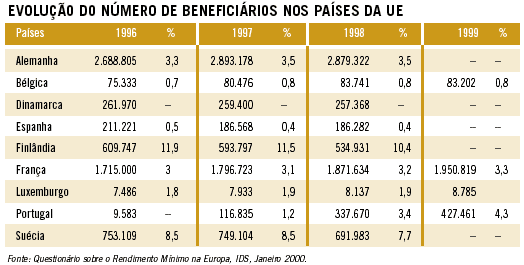 EVOLUÇÃO DO NÚMERO DE BENEFICIÁRIOS NOS PAÍSES DA UE
Países 1996 % 1997 % 1998 % 1999 %
Alemanha 2.688.805 3,3 2.893.178 3,5 2.879.322 3,5 – –
Bélgica 75.333 0,7 80.476 0,8 83.741 0,8 83.202 0,8
Dinamarca 261.970 – 259.400 – 257.368 – – –
Espanha 211.221 0,5 186.568 0,4 186.282 0,4 – –
Finlândia 609.747 11,9 593.797 11,5 534.931 10,4 – –
França 1.715.000 3 1.796.723 3,1 1.871.634 3,2 1.950.819 3,3
Luxemburgo 7.486 1,8 7.933 1,9 8.137 1,9 8.785
Portugal 9.583 – 116.835 1,2 337.670 3,4 427.461 4,3
Suécia 753.109 8,5 749.104 8,5 691.983 7,7 – –
Fonte: Questionário sobre o Rendimento Mínimo na Europa, IDS, Janeiro 2000.